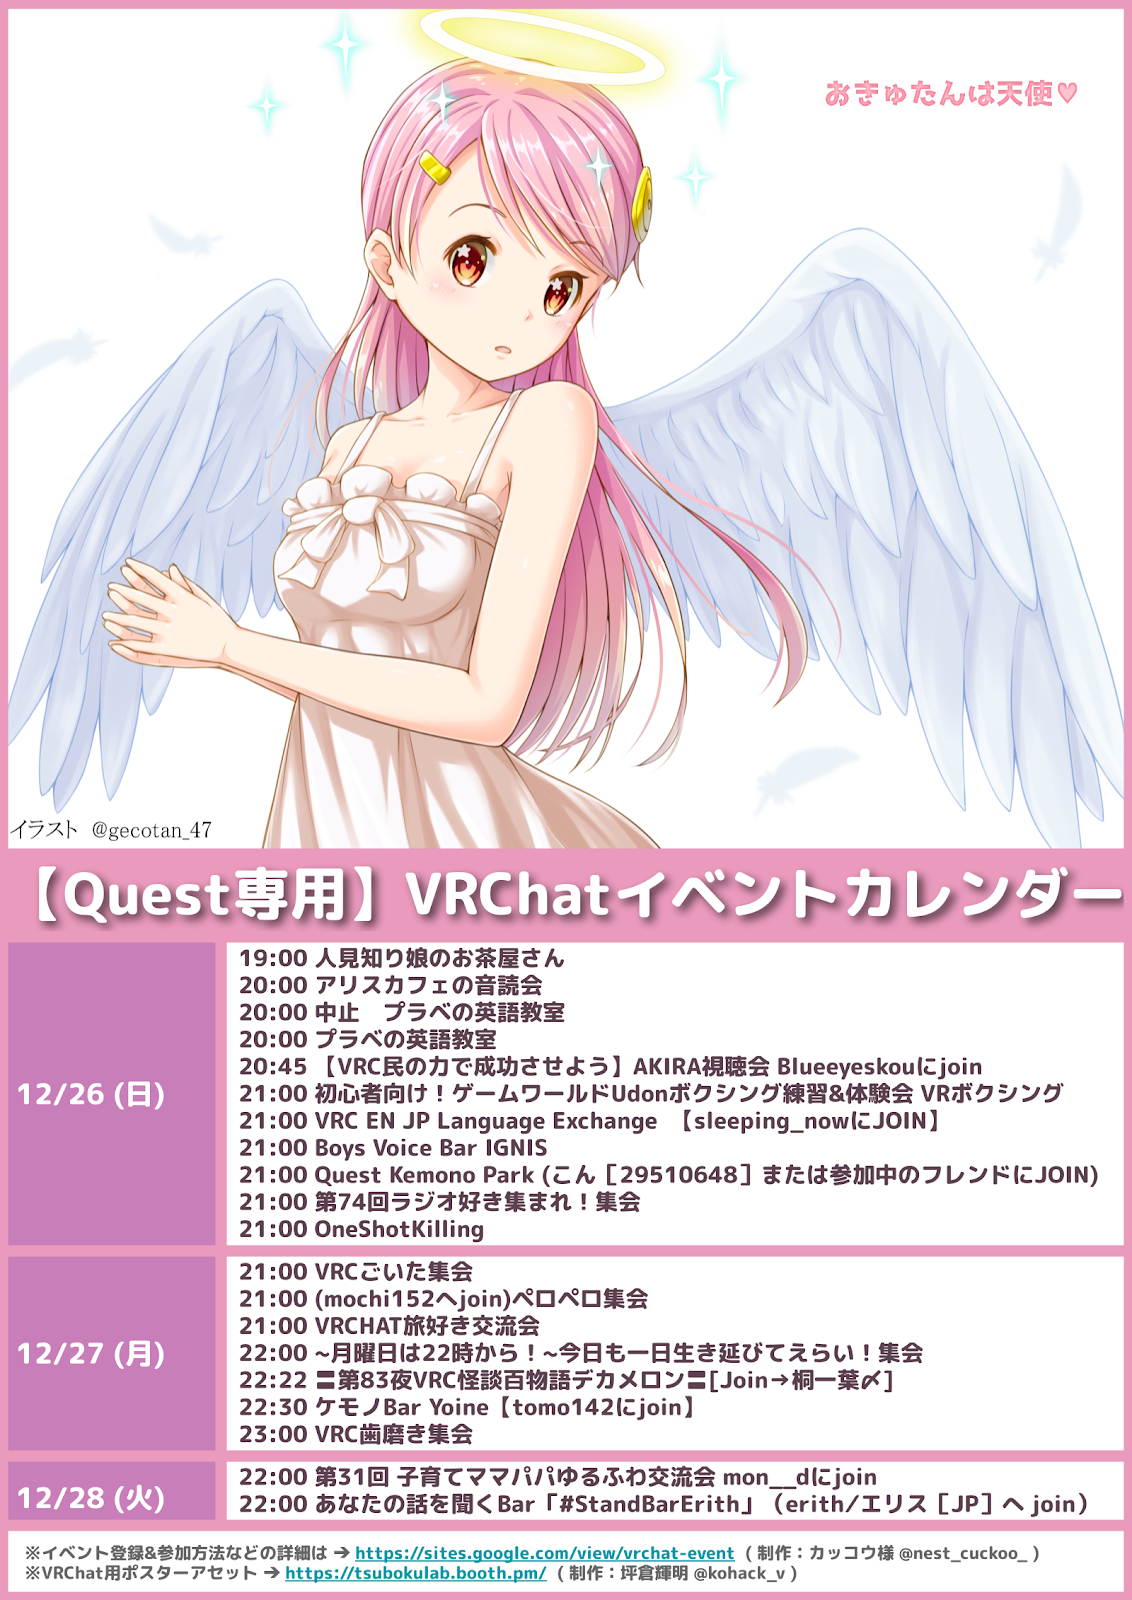 おきゅたんは天使♥
イラスト @gecotan_47
【Quest専用】VRChatイベントカレンダー
12/26 (日)
19:00 人見知り娘のお茶屋さん
20:00 アリスカフェの音読会
20:00 中止　プラベの英語教室
20:00 プラベの英語教室
20:45 【VRC民の力で成功させよう】AKIRA視聴会 Blueeyeskouにjoin
21:00 初心者向け！ゲームワールドUdonボクシング練習&体験会 VRボクシング
21:00 VRC EN JP Language Exchange 【sleeping_nowにJOIN】
21:00 Boys Voice Bar IGNIS
21:00 Quest Kemono Park (こん［29510648］または参加中のフレンドにJOIN)
21:00 第74回ラジオ好き集まれ！集会
21:00 OneShotKilling
12/27 (月)
21:00 VRCごいた集会
21:00 (mochi152へjoin)ペロペロ集会
21:00 VRCHAT旅好き交流会
22:00 ~月曜日は22時から！~今日も一日生き延びてえらい！集会
22:22 〓第83夜VRC怪談百物語デカメロン〓[Join→桐一葉〆]
22:30 ケモノBar Yoine【tomo142にjoin】
23:00 VRC歯磨き集会
12/28 (火)
22:00 第31回 子育てママパパゆるふわ交流会 mon__dにjoin
22:00 あなたの話を聞くBar「#StandBarErith」（erith/エリス［JP］へ join）
※イベント登録&参加方法などの詳細は → https://sites.google.com/view/vrchat-event ( 制作：カッコウ様 @nest_cuckoo_ )
※VRChat用ポスターアセット → https://tsubokulab.booth.pm/ ( 制作：坪倉輝明 @kohack_v )